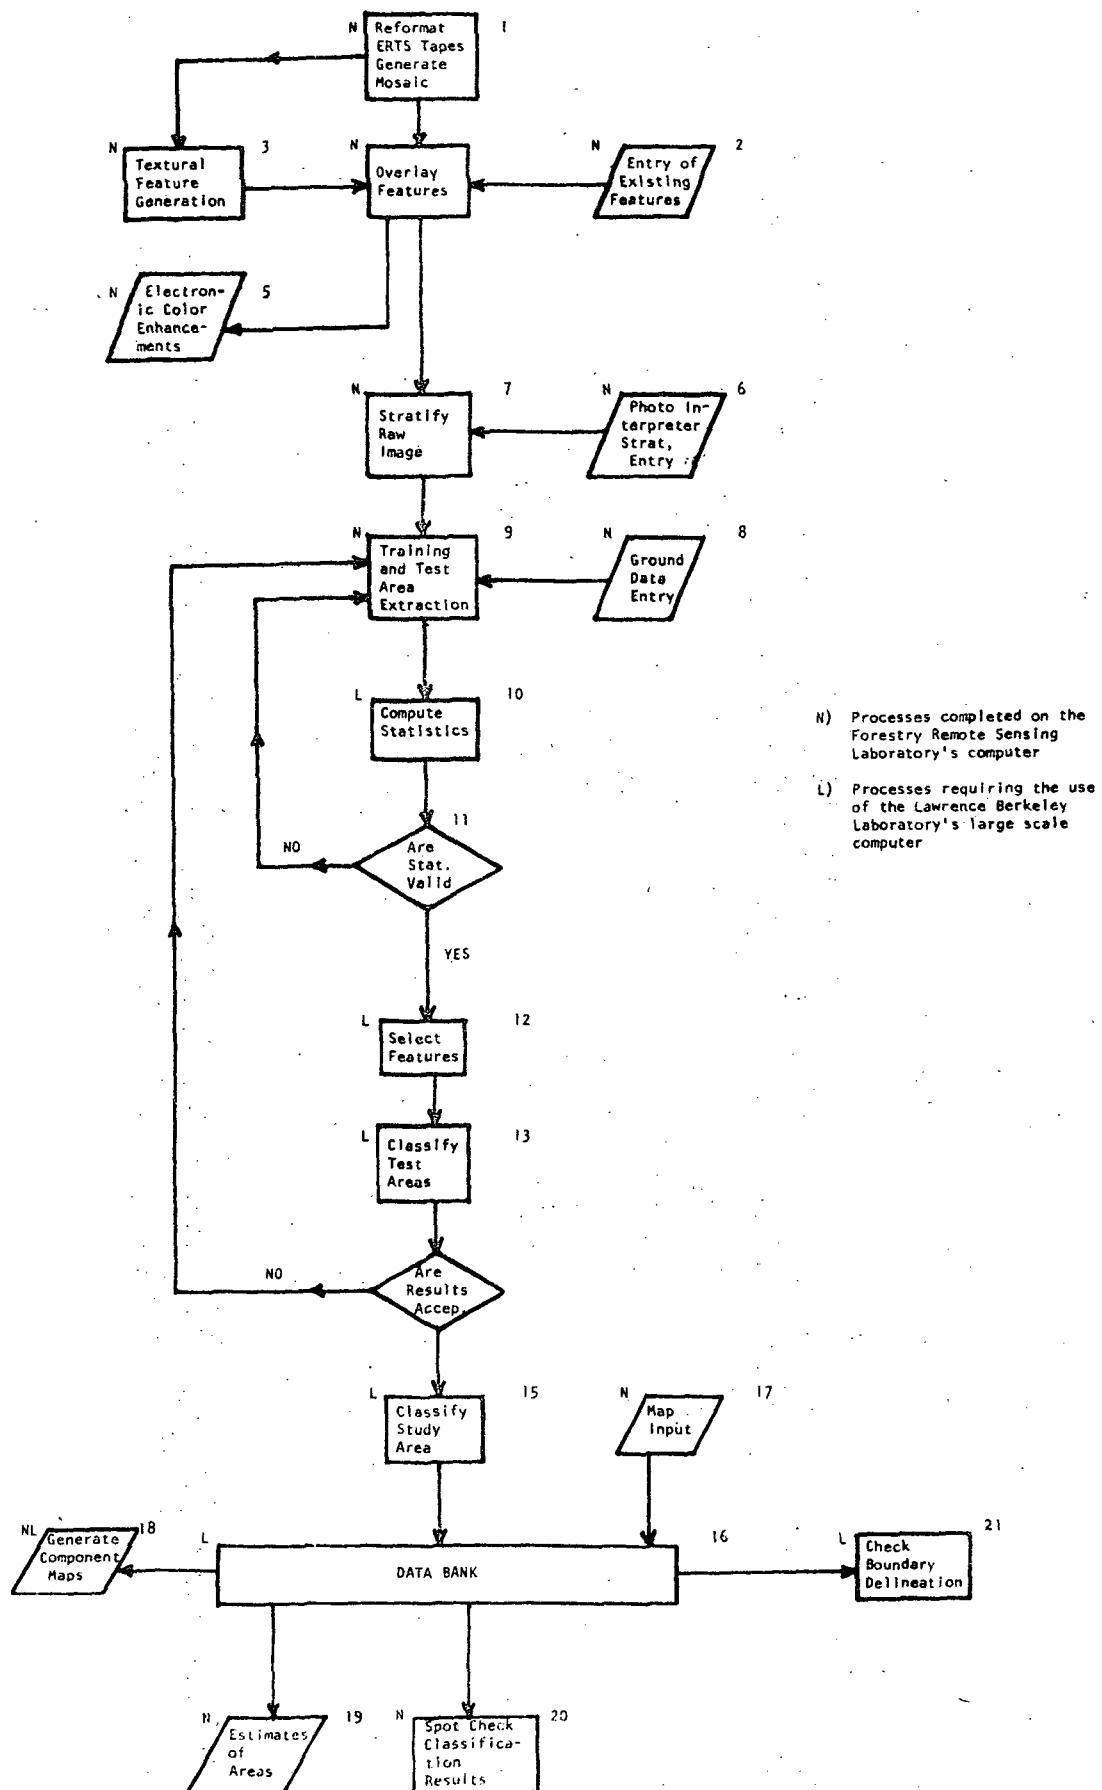 N Reformat 1
ERTS Tapes
Generate
Mosaic
N Textural 3
Feature
Generation
N
Overlay
Features
N 2
Entry of
Existing
Features
N Electron- 5
ic Color
Enhance-
ments
N 7
Stratify
Raw
Image
N 6
Photo In-
terpreter
Strat,
Entry
N 9
Training
and Test
Area
Extraction
N 8
Ground
Data
Entry
L 10
Compute
Statistics
N) Processes completed on the
Forestry Remote Sensing
Laboratory's computer
L) Processes requiring the use
of the Lawrence Berkeley
Laboratory's large scale
computer
11
Are
Stat.
Valid
NO
YES
L 12
Select
Features
L 13
Classify
Test
Areas
Are
Results
Accep.
NO
L 15
Classify
Study
Area
N 17
Map
Input
NL 18
Generate
Component
Maps
L 16
DATA BANK
L 21
Check
Boundary
Delineation
N 19
Estimates
of
Areas
N 20
Spot Check
Classifica-
tion
Results